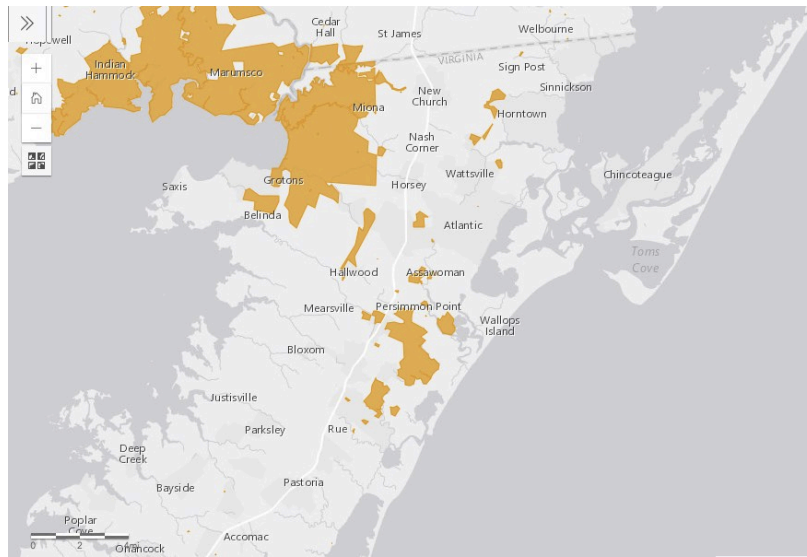 Cedar
Hall
St James
Welbourne
Hopewell
Indian
Hammock
Marumsco
VIRGINIA
Sign Post
Sinnickson
New
Church
Miona
Horntown
Nash
Corner
Saxis
Grotons
Horsey
Wattsville
Chincoteague
Belinda
Atlantic
Toms
Cove
Hallwood
Assawoman
Mearsville
Persimmon Point
Wallops
Island
Bloxom
Justisville
Parksley
Rue
Deep
Creek
Bayside
Pastoria
Poplar
Cove
0 2 4mi
Onancock
Accomac